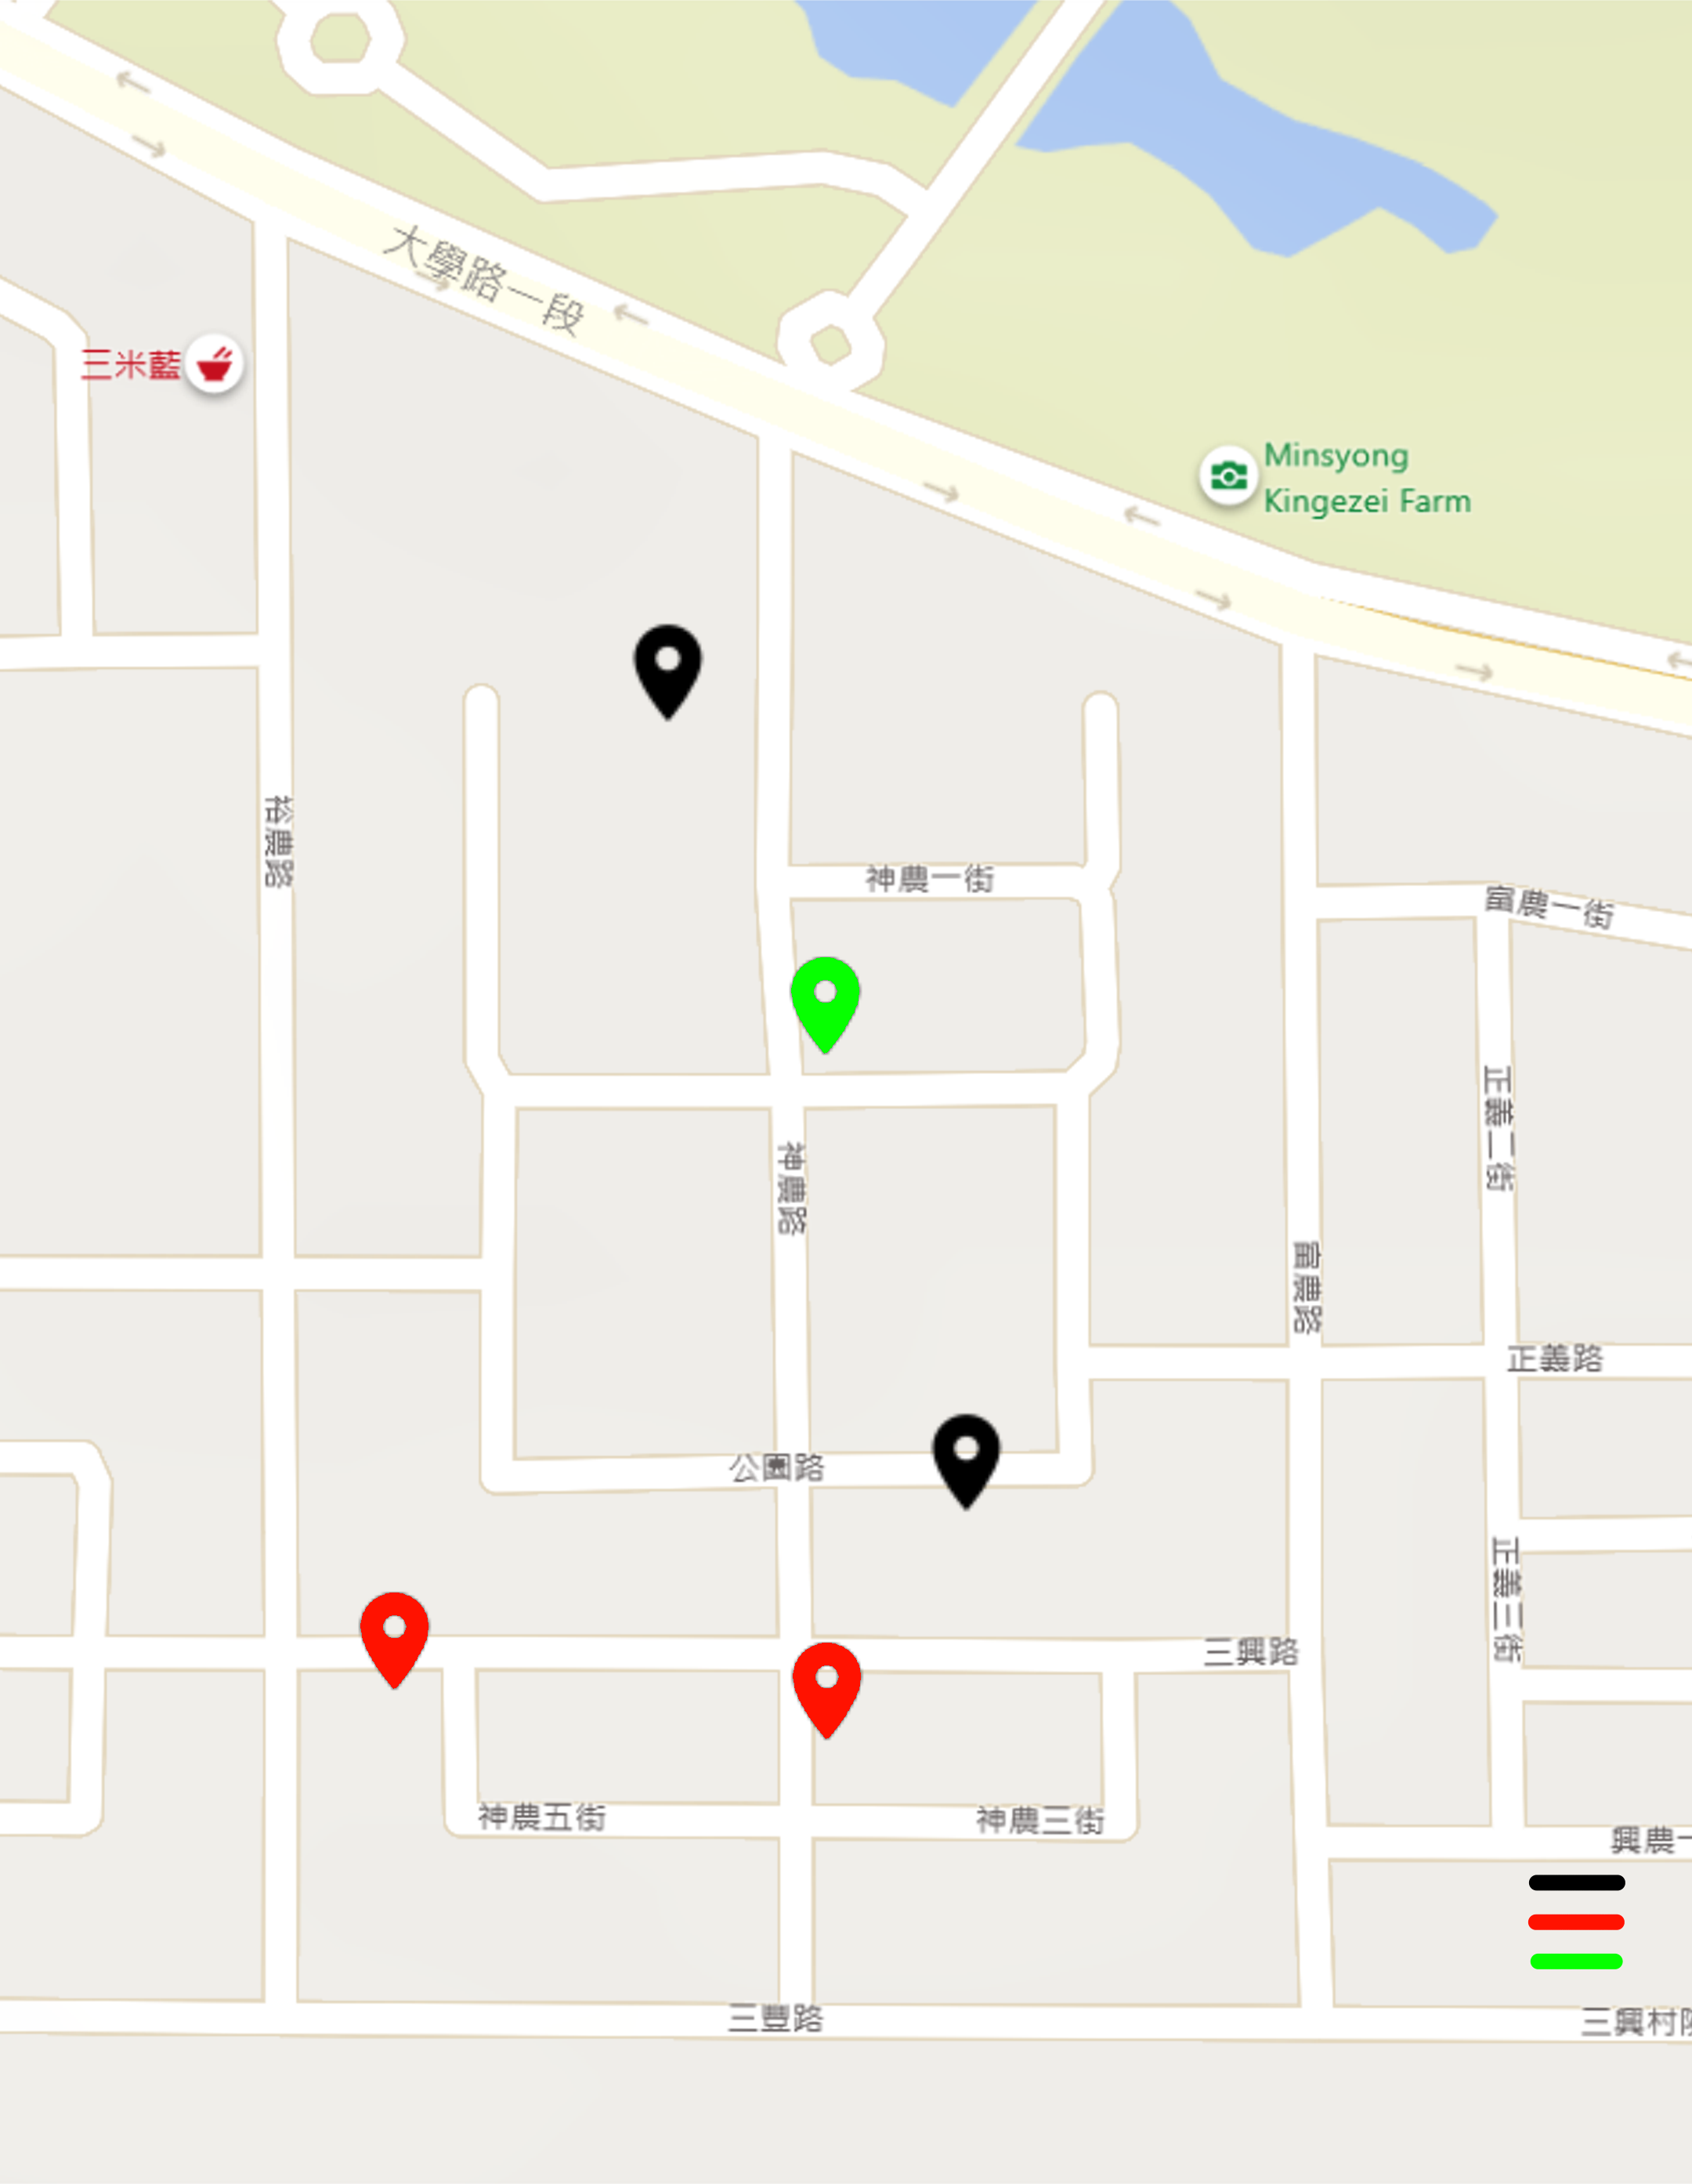 大學路一段
三米藍
Minsyong
Kingezei Farm
裕農路
神農一街
富農一街
正義二街
神農路
富農路
正義路
公園路
正義三街
三興路
神農五街
神農三街
興農一
三豐路
三興村